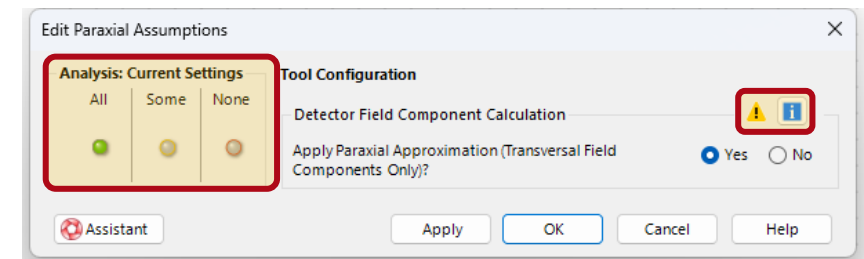 Edit Paraxial Assumptions
Analysis: Current Settings
Tool Configuration
All Some None
Detector Field Component Calculation
Apply Paraxial Approximation (Transversal Field
Components Only)?
Yes No
Assistant Apply OK Cancel Help